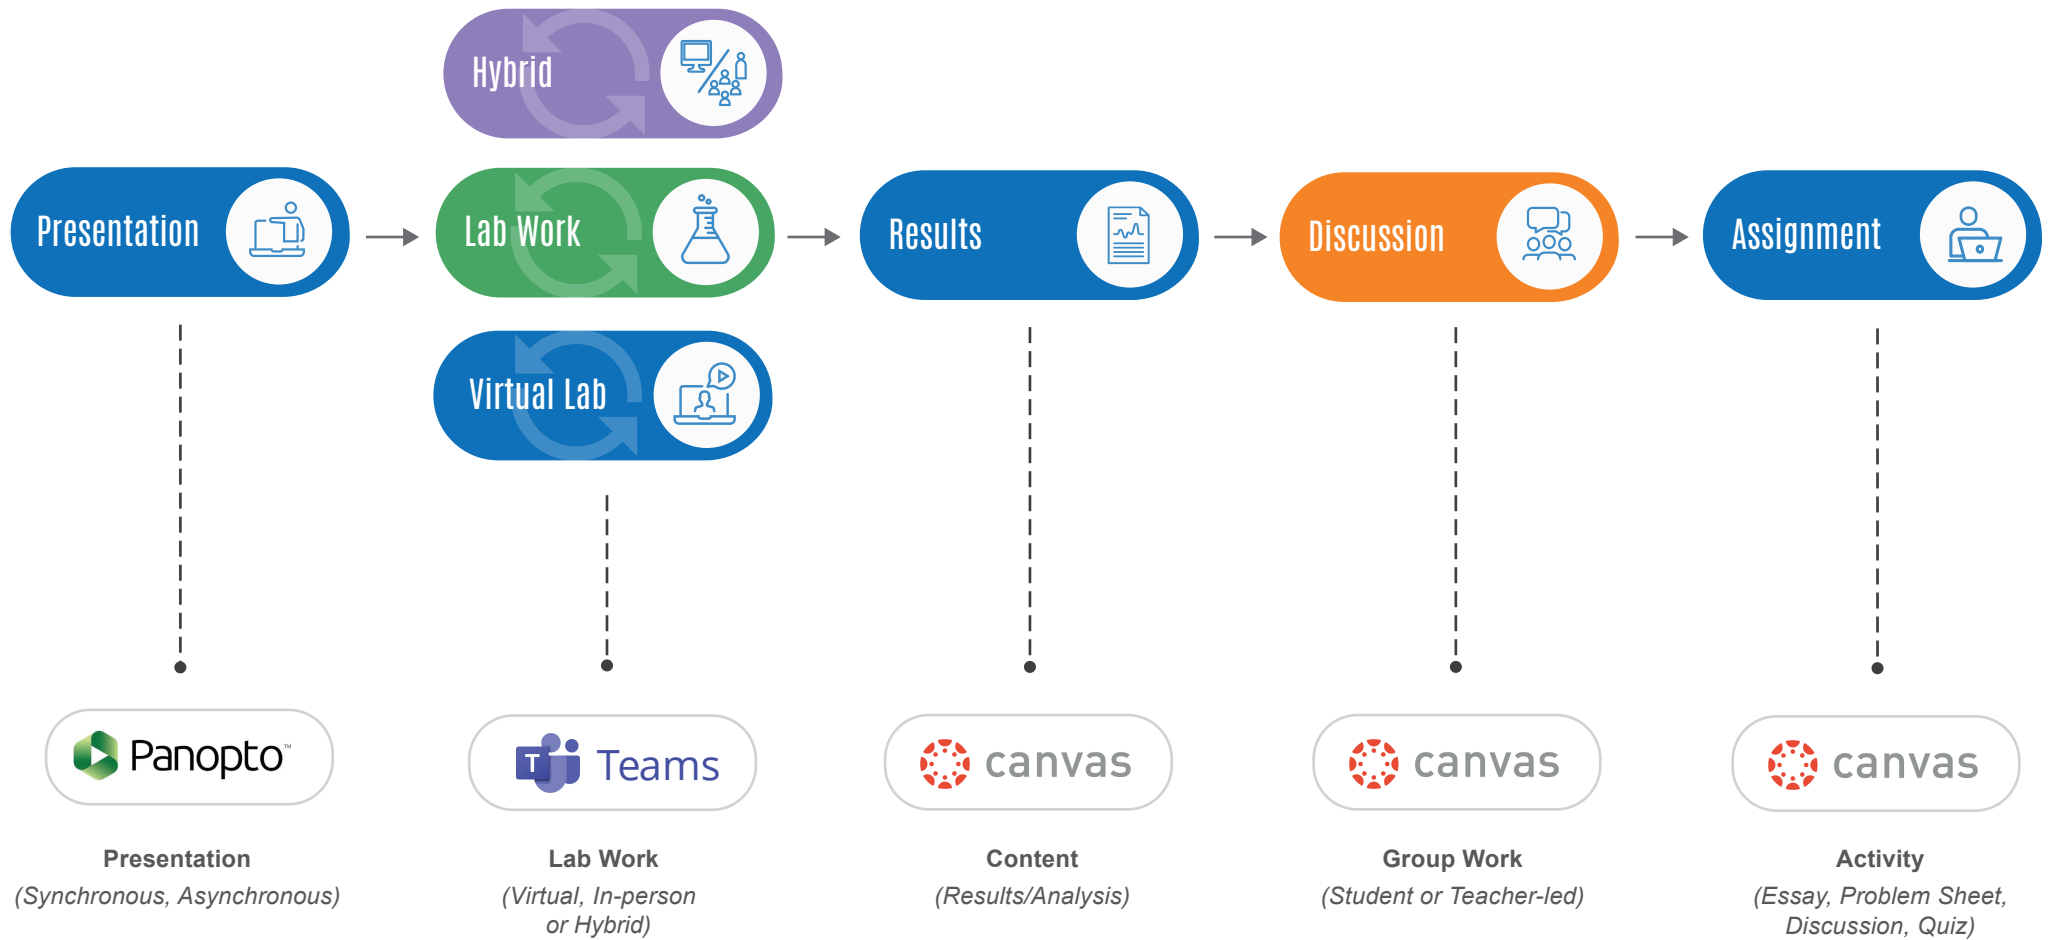 Hybrid
Presentation
Lab Work
Results
Discussion
Assignment
Virtual Lab
Panopto™
T Teams
canvas
canvas
canvas
Presentation
(Synchronous, Asynchronous)
Lab Work
(Virtual, In-person
or Hybrid)
Content
(Results/Analysis)
Group Work
(Student or Teacher-led)
Activity
(Essay, Problem Sheet,
Discussion, Quiz)